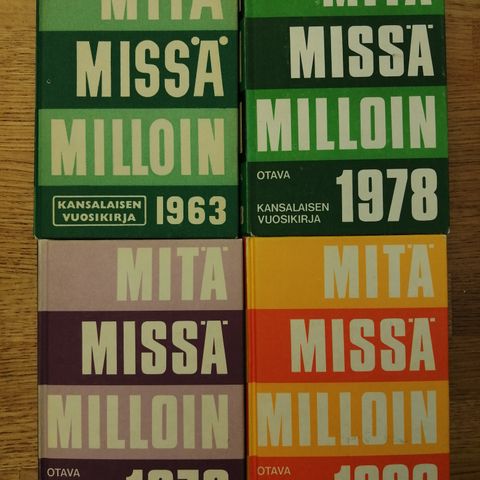 MITÄ
MISSÄ
MILLOIN
KANSALAISEN
VUOSIKIRJA
1963
MITÄ
MISSÄ
MILLOIN
OTAVA
KANSALAISEN
VUOSIKIRJA
1978
MITÄ
MISSÄ
MILLOIN
OTAVA
MITÄ
MISSÄ
MILLOIN
OTAVA